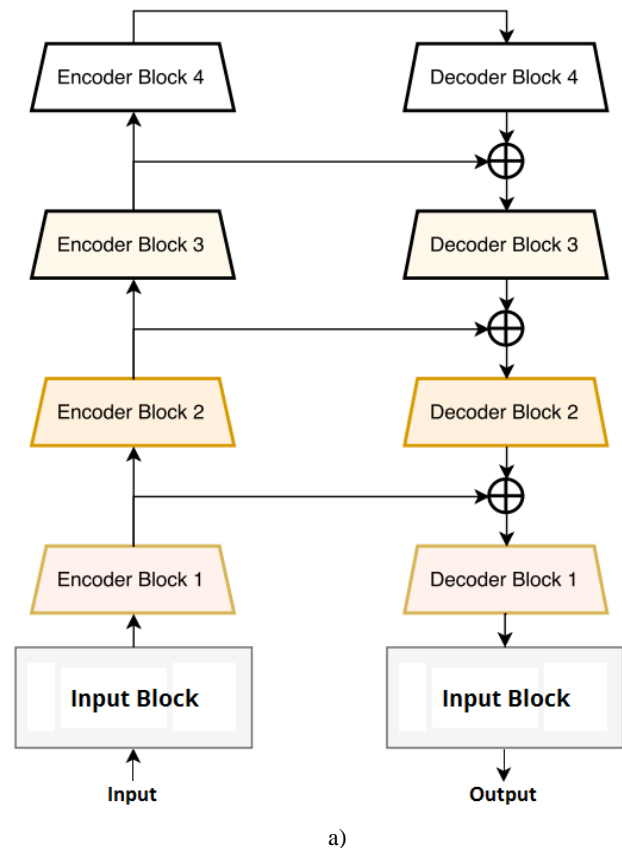 Encoder Block 4
Decoder Block 4
Encoder Block 3
Decoder Block 3
Encoder Block 2
Decoder Block 2
Encoder Block 1
Decoder Block 1
Input Block
Input Block
Input
Output
a)